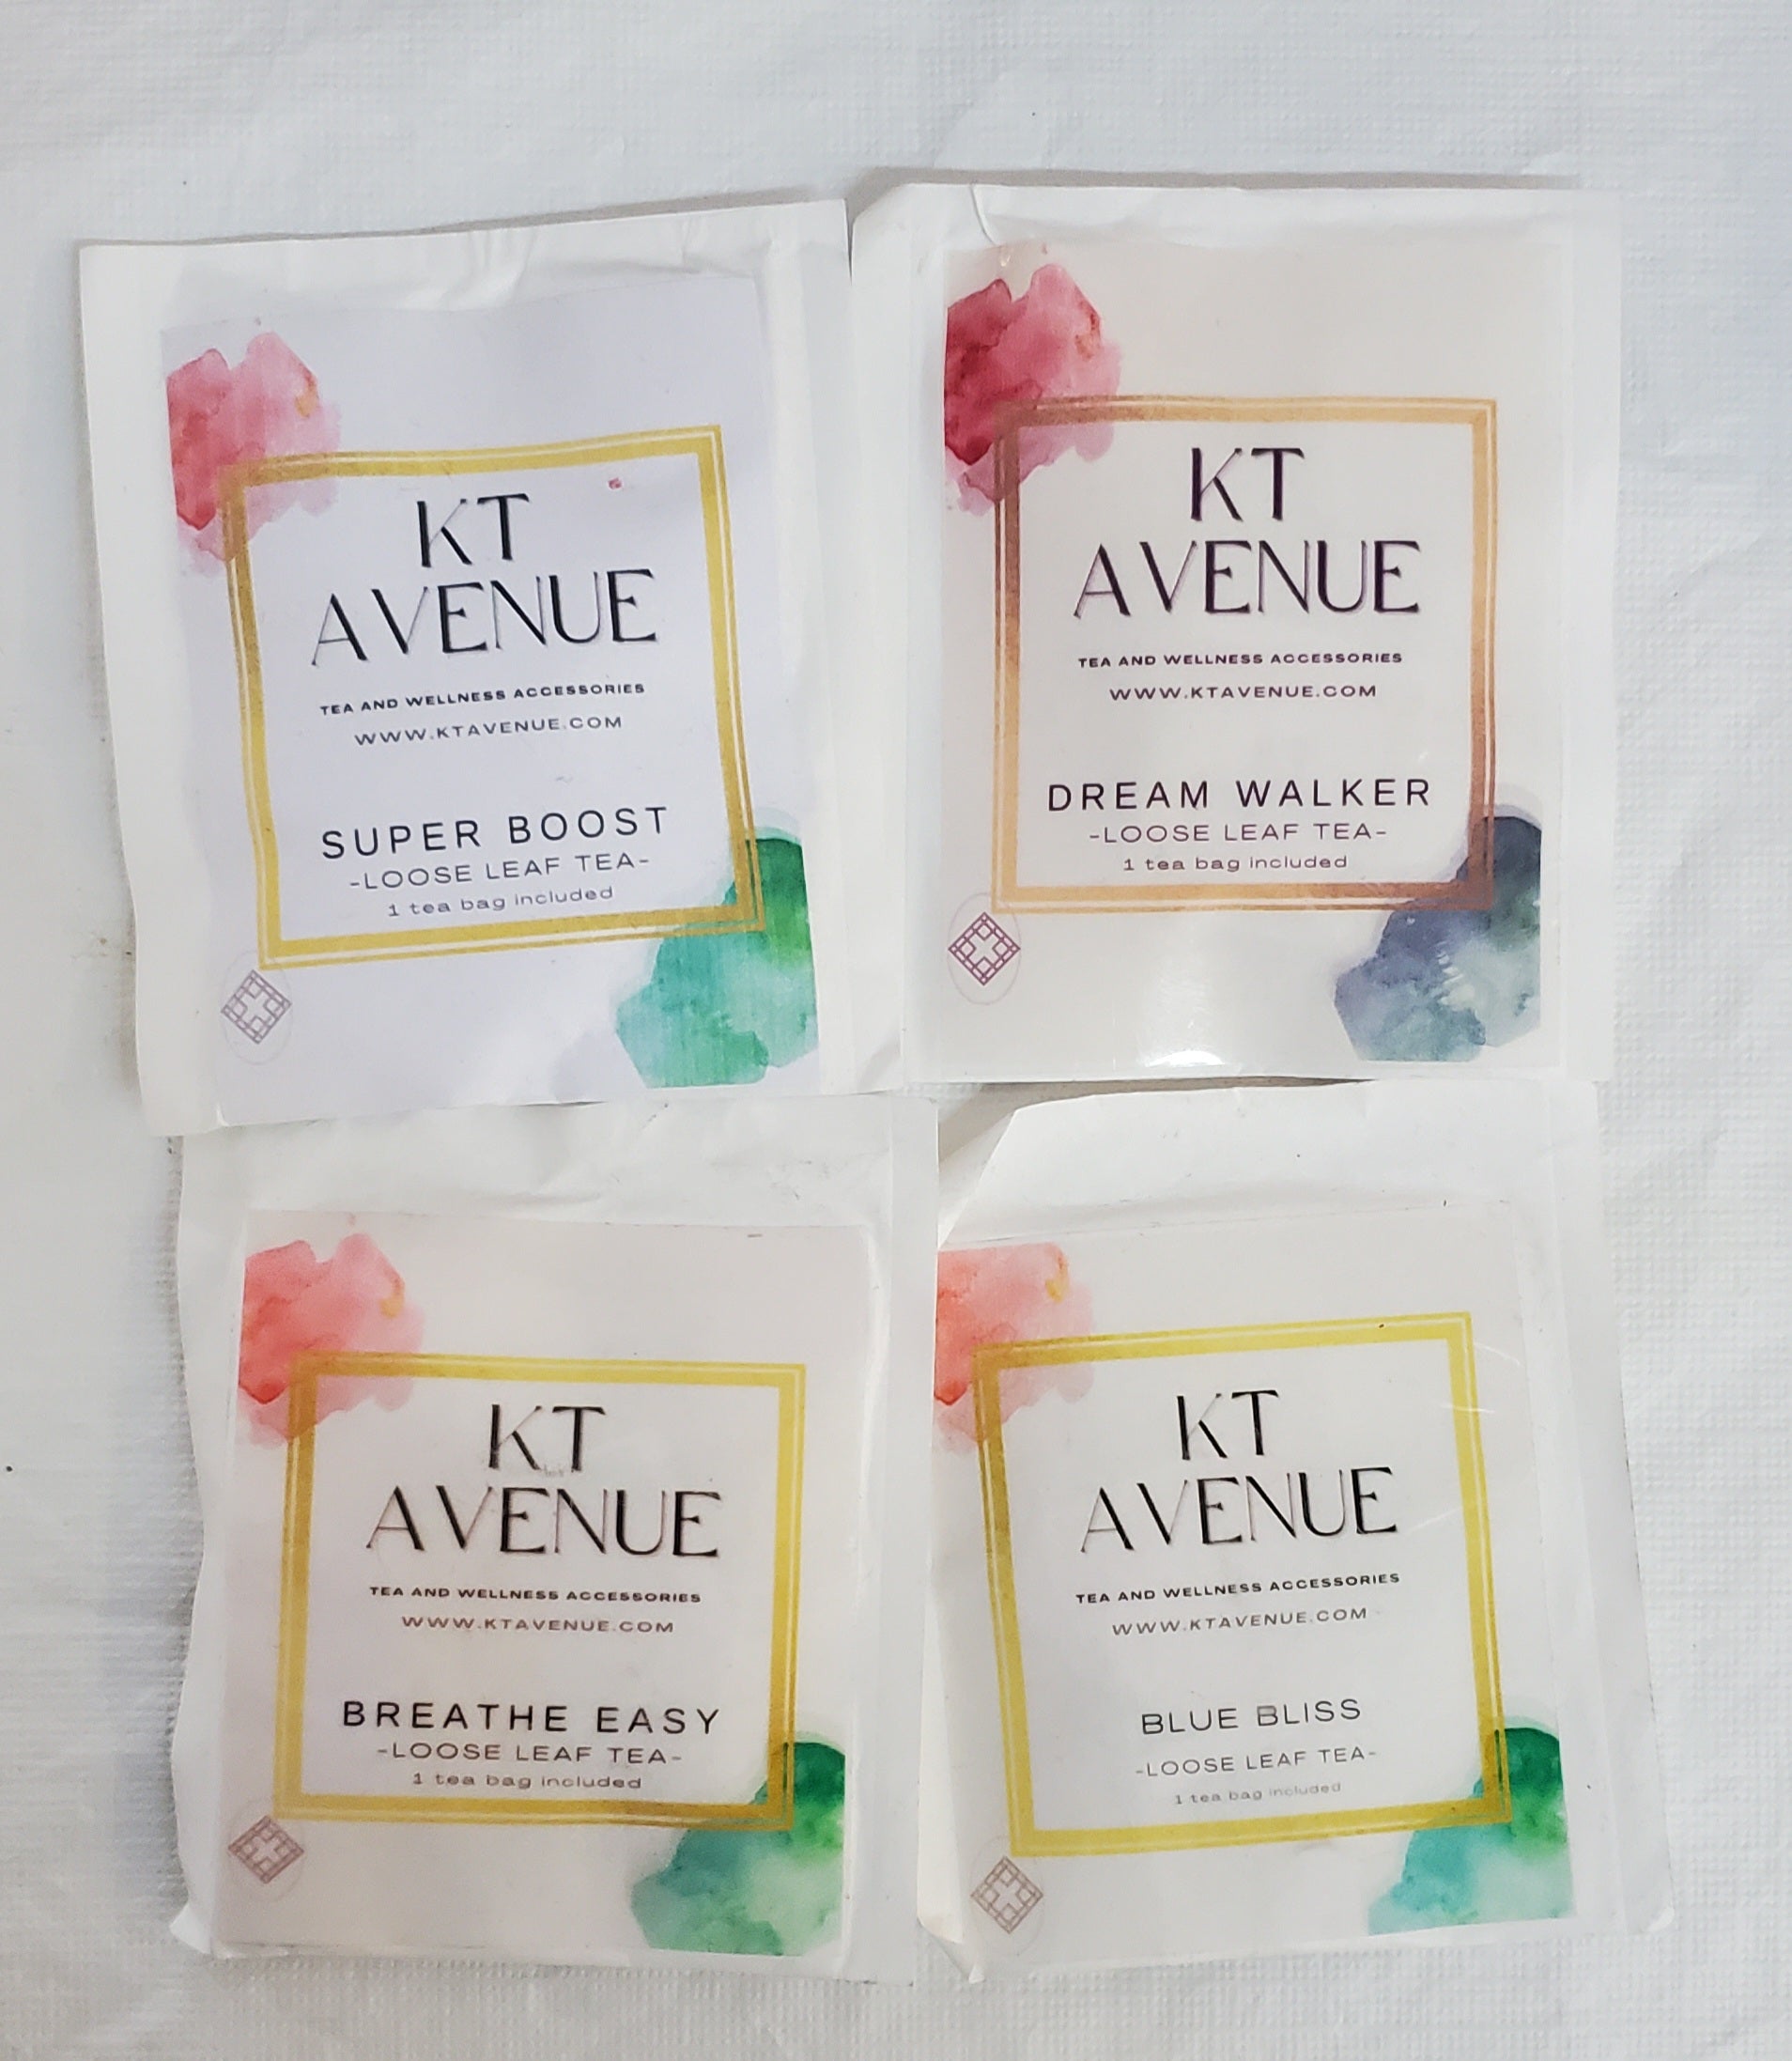 KT
AVENUE
TEA AND WELLNESS ACCESSORIES
WWW.KTAVENUE.COM
SUPER BOOST
-LOOSE LEAF TEA-
1 tea bag included
KT
AVENUE
TEA AND WELLNESS ACCESSORIES
WWW.KTAVENUE.COM
DREAM WALKER
-LOOSE LEAF TEA-
1 tea bag included
KT
AVENUE
TEA AND WELLNESS ACCESSORIES
WWW.KTAVENUE.COM
BREATHE EASY
-LOOSE LEAF TEA-
1 tea bag included
KT
AVENUE
TEA AND WELLNESS ACCESSORIES
WWW.KTAVENUE.COM
BLUE BLISS
-LOOSE LEAF TEA-
1 tea bag included